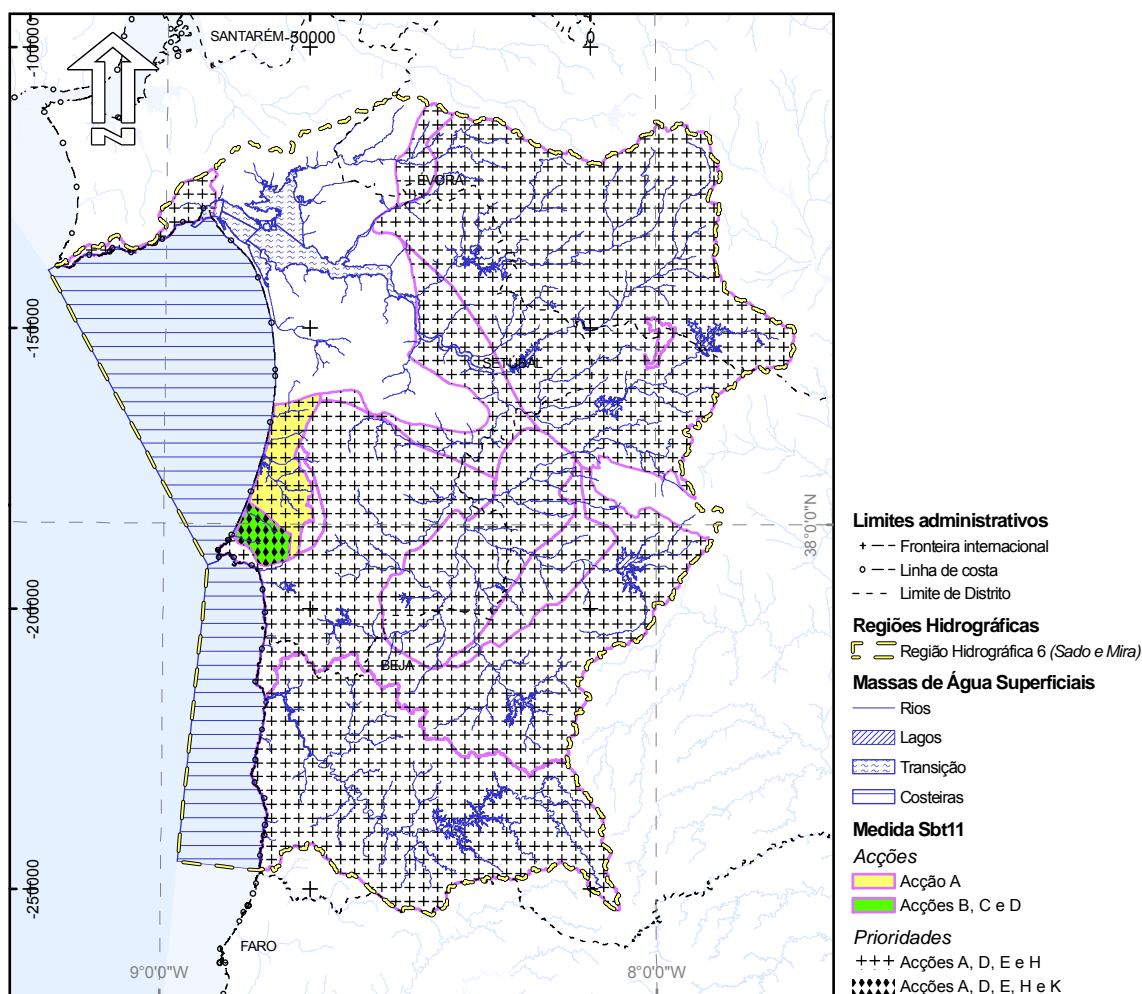 SANTARÉM
-50000
0
-100000
N
ÉVORA
-150000
SETÚBAL
38°0'0"N
-200000
BEJA
-250000
FARO
9°0'0"W
8°0'0"W
Limites administrativos
Fronteira internacional
Linha de costa
Limite de Distrito
Regiões Hidrográficas
Região Hidrográfica 6 (Sado e Mira)
Massas de Água Superficiais
Rios
Lagos
Transição
Costeiras
Medida Sbt11
Acções
Acção A
Acções B, C e D
Prioridades
Acções A, D, E e H
Acções A, D, E, H e K